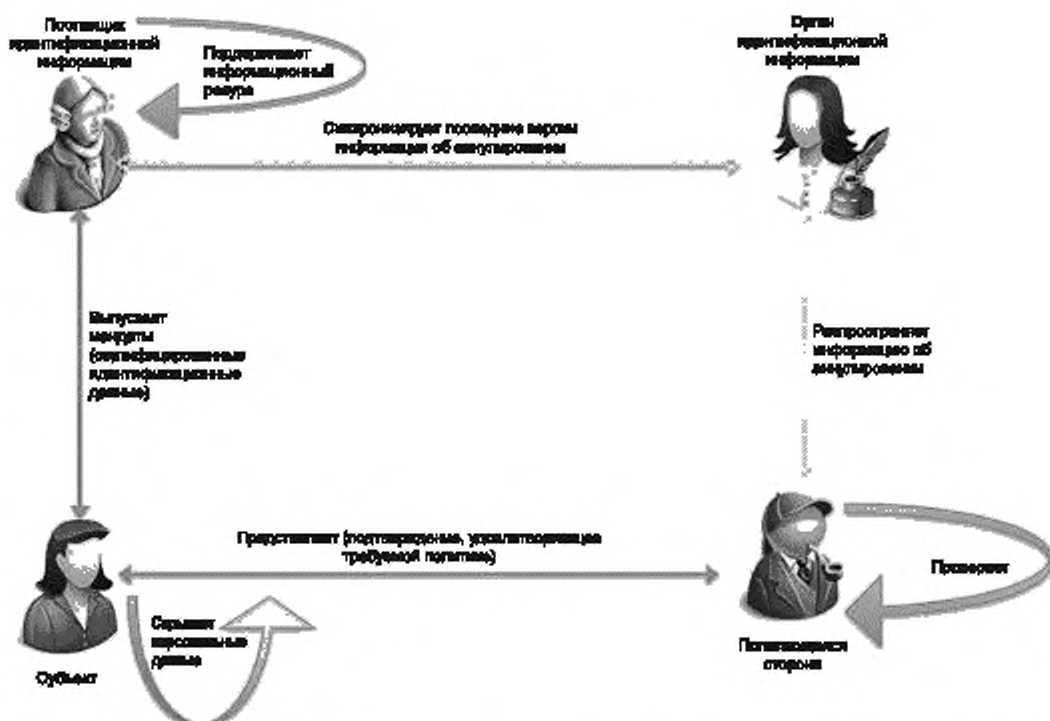 Поставщик
идентификационной
информации
Поддерживает
информационный
ресурс
Орган
идентификационной
информации
Синхронизирует последние версии
информации об аннулировании
Выпускает
мандаты
(сертифицированные
идентификационные
данные)
Распространяет
информацию об
аннулировании
Представляет (подтверждение, удовлетворяющее
требуемой политике)
Проверяет
Скрывает
персональные
данные
Полагающаяся
сторона
Субъект